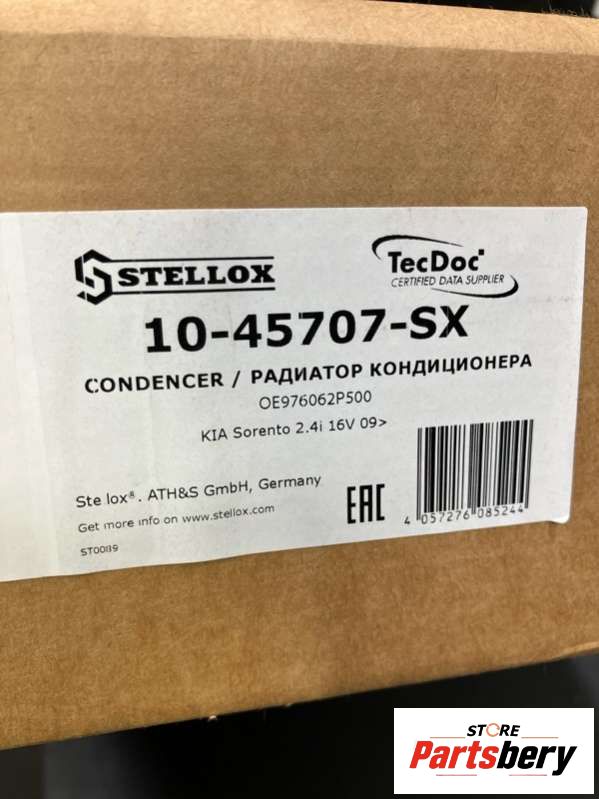 STELLOX
TecDoc
CERTIFIED DATA SUPPLIER
10-45707-SX
CONDENCER / РАДИАТОР КОНДИЦИОНЕРА
OE976062P500
KIA Sorento 2.4i 16V 09>
Ste lox®. ATH&S GmbH, Germany
Get more info on www.stellox.com
ST0089
EAC
4 057276 085244
STORE
Partsbery